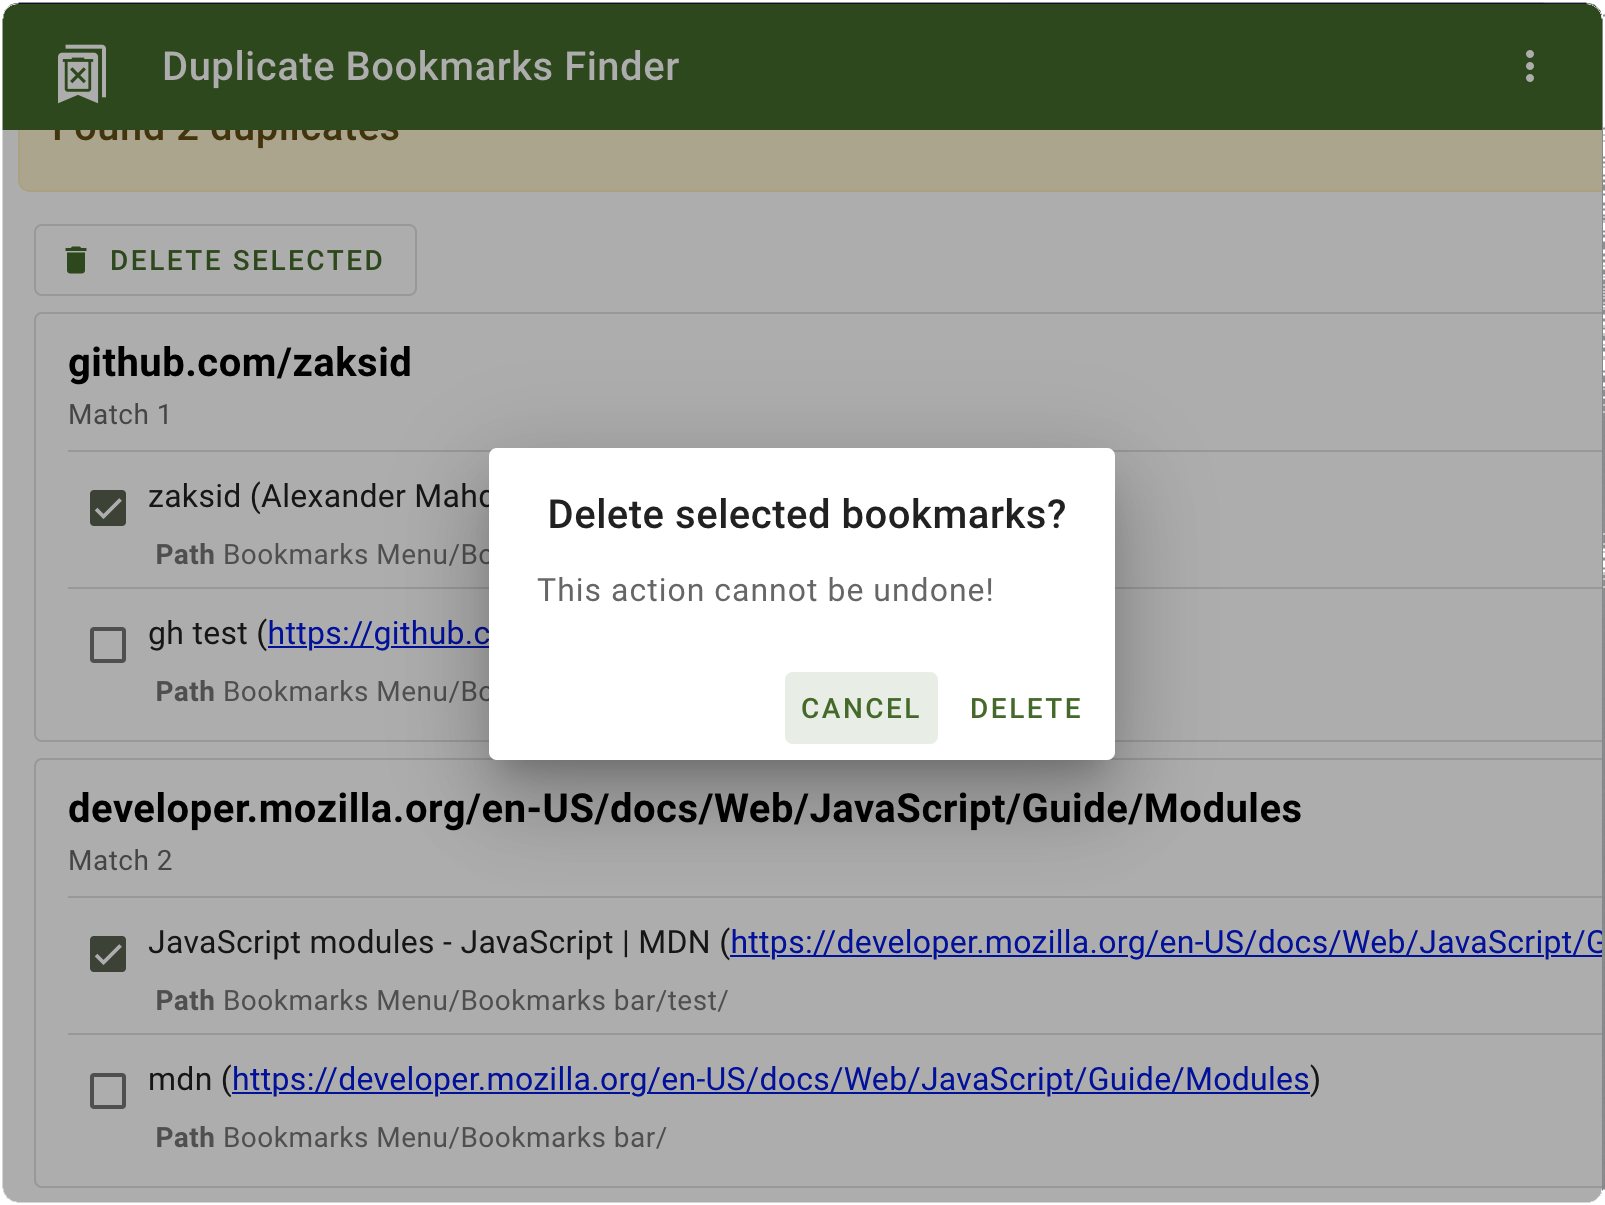 Duplicate Bookmarks Finder
Found 2 duplicates
DELETE SELECTED
github.com/zaksid
Match 1
zaksid (Alexander
Path Bookmarks Menu/
gh test (https://github.c
Path Bookmarks Menu/
Delete selected bookmarks?
This action cannot be undone!
CANCEL DELETE
developer.mozilla.org/en-US/docs/Web/JavaScript/Guide/Modules
Match 2
JavaScript modules - JavaScript | MDN (https://developer.mozilla.org/en-US/docs/Web/JavaScript/G
Path Bookmarks Menu/Bookmarks bar/test/
mdn (https://developer.mozilla.org/en-US/docs/Web/JavaScript/Guide/Modules)
Path Bookmarks Menu/Bookmarks bar/